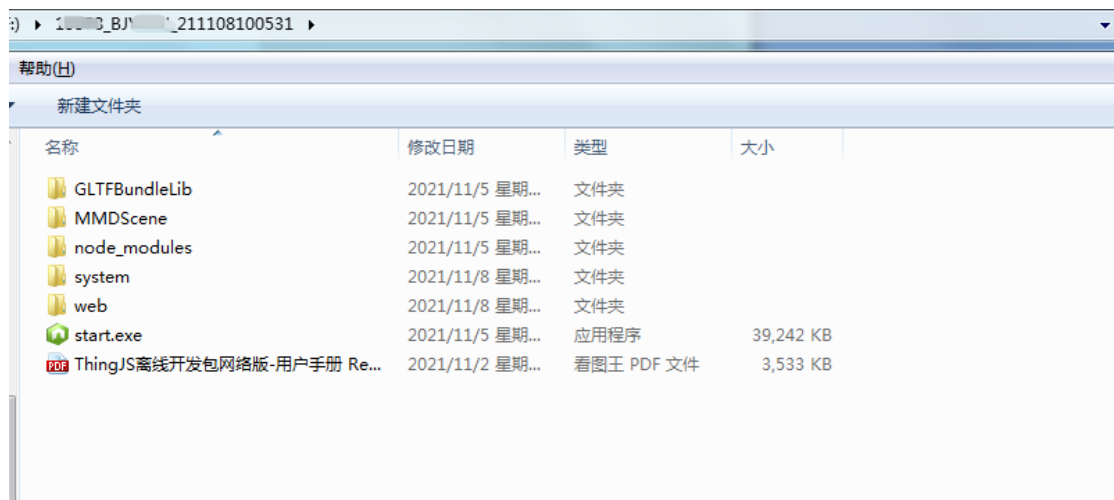 :) ▸ _211108100531 ▸
帮助(H)
新建文件夹
名称 修改日期 类型 大小
GLTFBundleLib 2021/11/5 星期... 文件夹
MMDScene 2021/11/5 星期... 文件夹
node_modules 2021/11/5 星期... 文件夹
system 2021/11/8 星期... 文件夹
web 2021/11/8 星期... 文件夹
start.exe 2021/11/5 星期... 应用程序 39,242 KB
PDF ThingJS离线开发包网络版-用户手册 Re... 2021/11/2 星期... 看图王 PDF 文件 3,533 KB